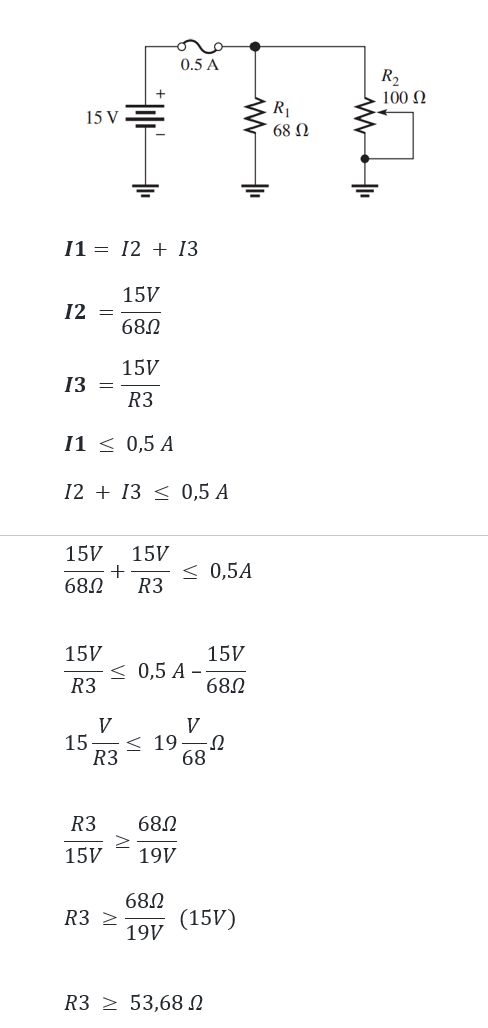 0.5 A
R₂
100 Ω
+
15 V
R₁
68 Ω
−
I1 = I2 + I3
I2 = 15V / 68Ω
I3 = 15V / R3
I1 ≤ 0,5 A
I2 + I3 ≤ 0,5 A
15V / 68Ω + 15V / R3 ≤ 0,5A
15V / R3 ≤ 0,5 A – 15V / 68Ω
15 V / R3 ≤ 19 V / 68 Ω
R3 / 15V ≥ 68Ω / 19V
R3 ≥ 68Ω / 19V (15V)
R3 ≥ 53,68 Ω